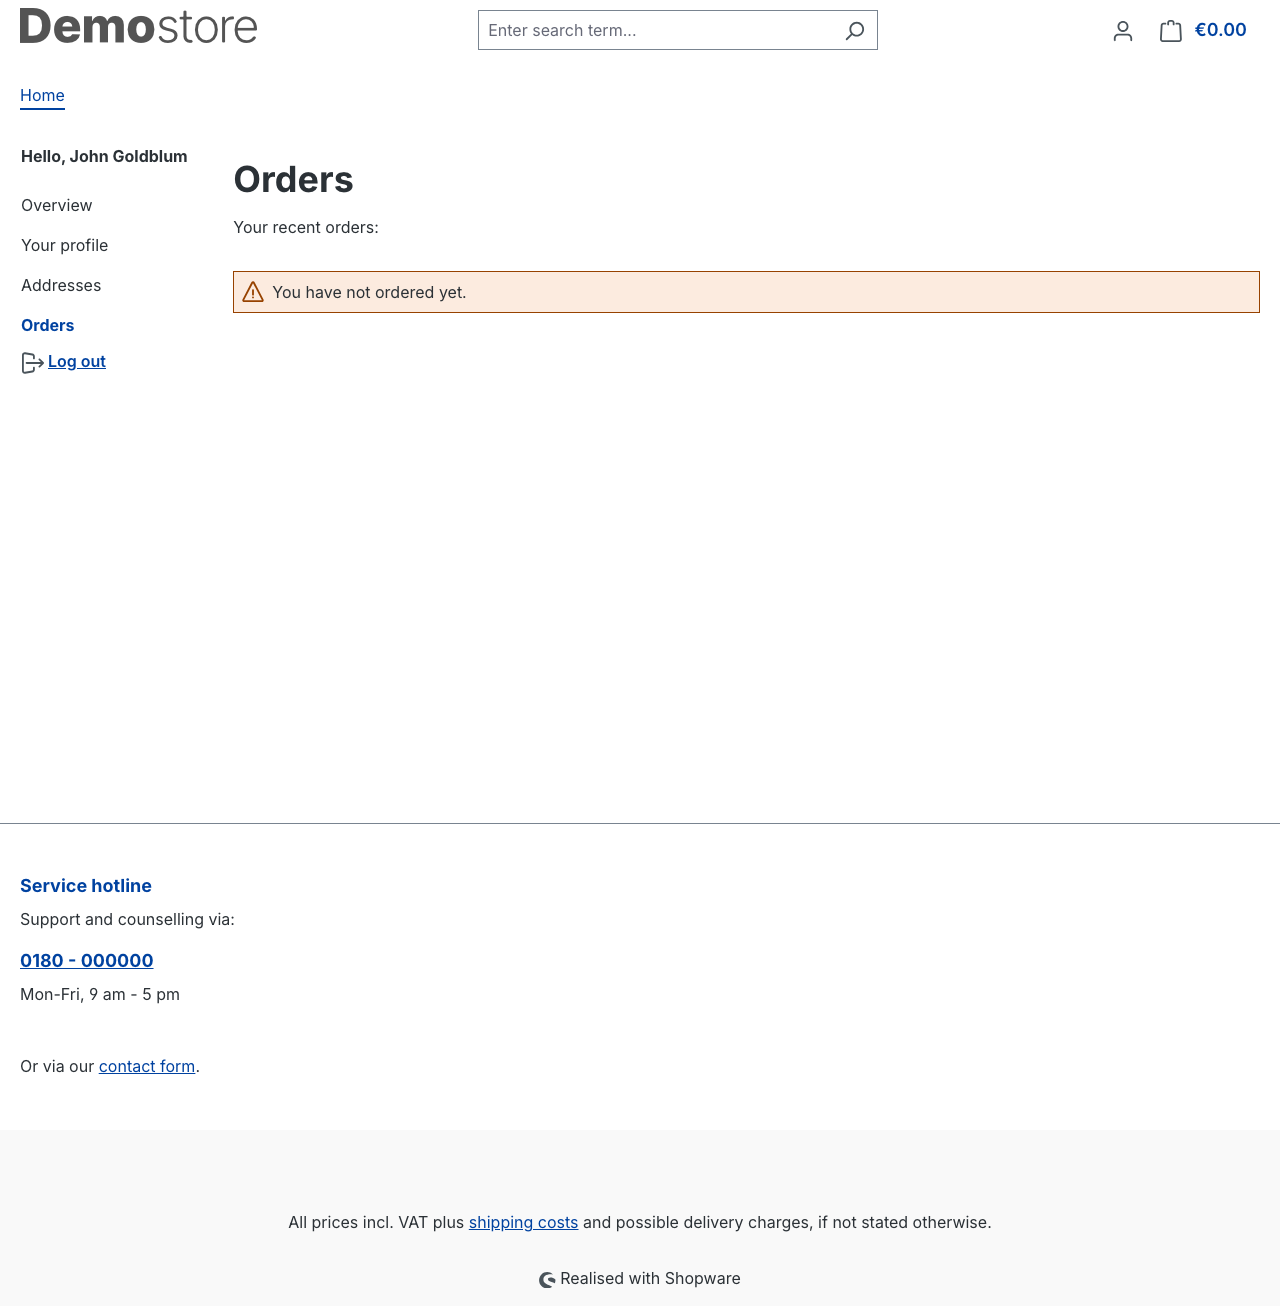 Demostore
Enter search term...
€0.00
Home
Hello, John Goldblum
Overview
Your profile
Addresses
Orders
Log out
Orders
Your recent orders:
You have not ordered yet.
Service hotline
Support and counselling via:
0180 - 000000
Mon-Fri, 9 am - 5 pm
Or via our contact form.
All prices incl. VAT plus shipping costs and possible delivery charges, if not stated otherwise.
Realised with Shopware